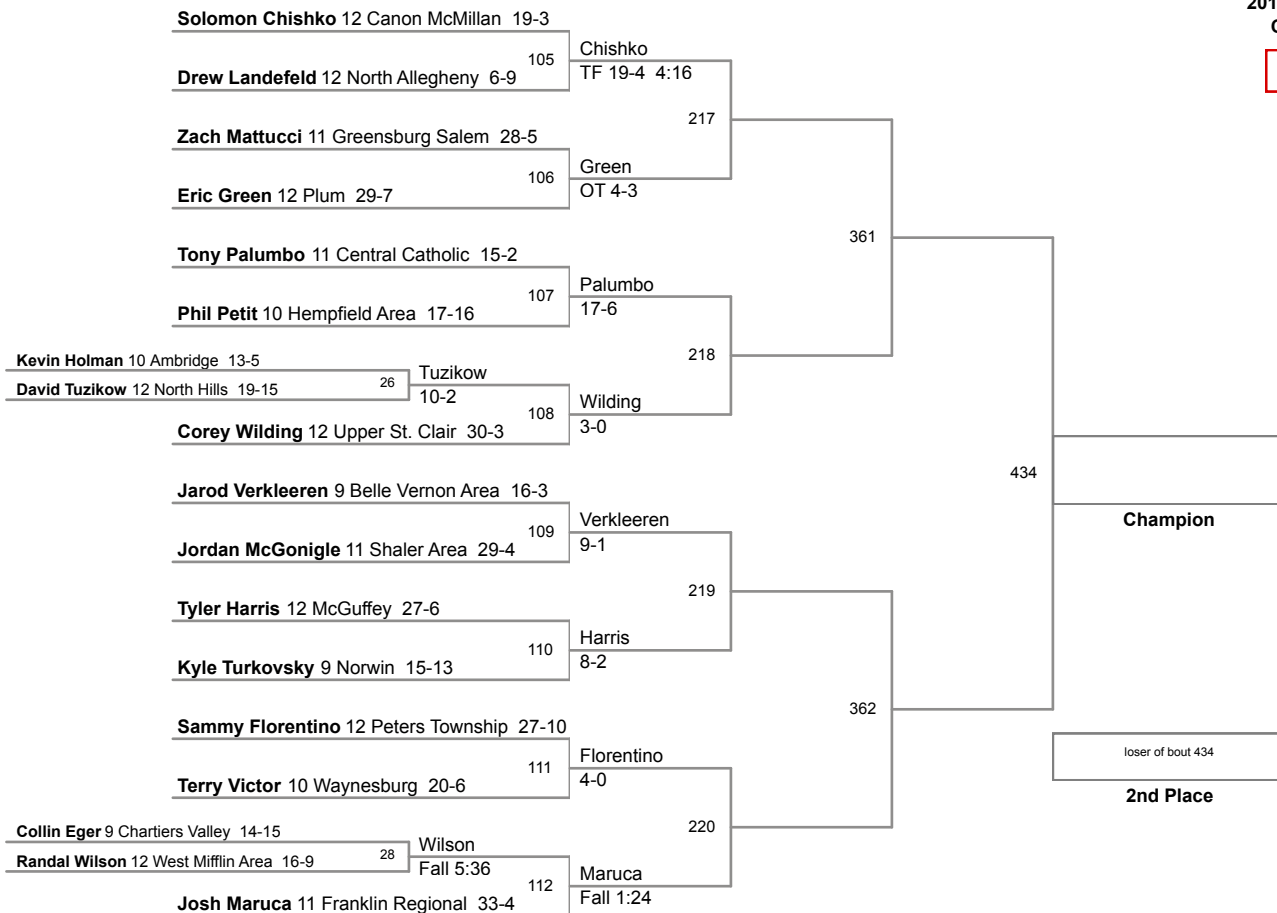 201
Solomon Chishko 12 Canon McMillan 19-3
C
105
Chishko
TF 19-4 4:16
Drew Landefeld 12 North Allegheny 6-9
217
Zach Mattucci 11 Greensburg Salem 28-5
106
Green
OT 4-3
Eric Green 12 Plum 29-7
361
Tony Palumbo 11 Central Catholic 15-2
107
Palumbo
17-6
Phil Petit 10 Hempfield Area 17-16
218
Kevin Holman 10 Ambridge 13-5
26
Tuzikow
10-2
David Tuzikow 12 North Hills 19-15
108
Wilding
3-0
Corey Wilding 12 Upper St. Clair 30-3
434
Champion
Jarod Verkleeren 9 Belle Vernon Area 16-3
109
Verkleeren
9-1
Jordan McGonigle 11 Shaler Area 29-4
219
Tyler Harris 12 McGuffey 27-6
110
Harris
8-2
Kyle Turkovsky 9 Norwin 15-13
362
Sammy Florentino 12 Peters Township 27-10
111
Florentino
4-0
loser of bout 434
2nd Place
Terry Victor 10 Waynesburg 20-6
220
Collin Eger 9 Chartiers Valley 14-15
28
Wilson
Fall 5:36
Randal Wilson 12 West Mifflin Area 16-9
112
Maruca
Fall 1:24
Josh Maruca 11 Franklin Regional 33-4